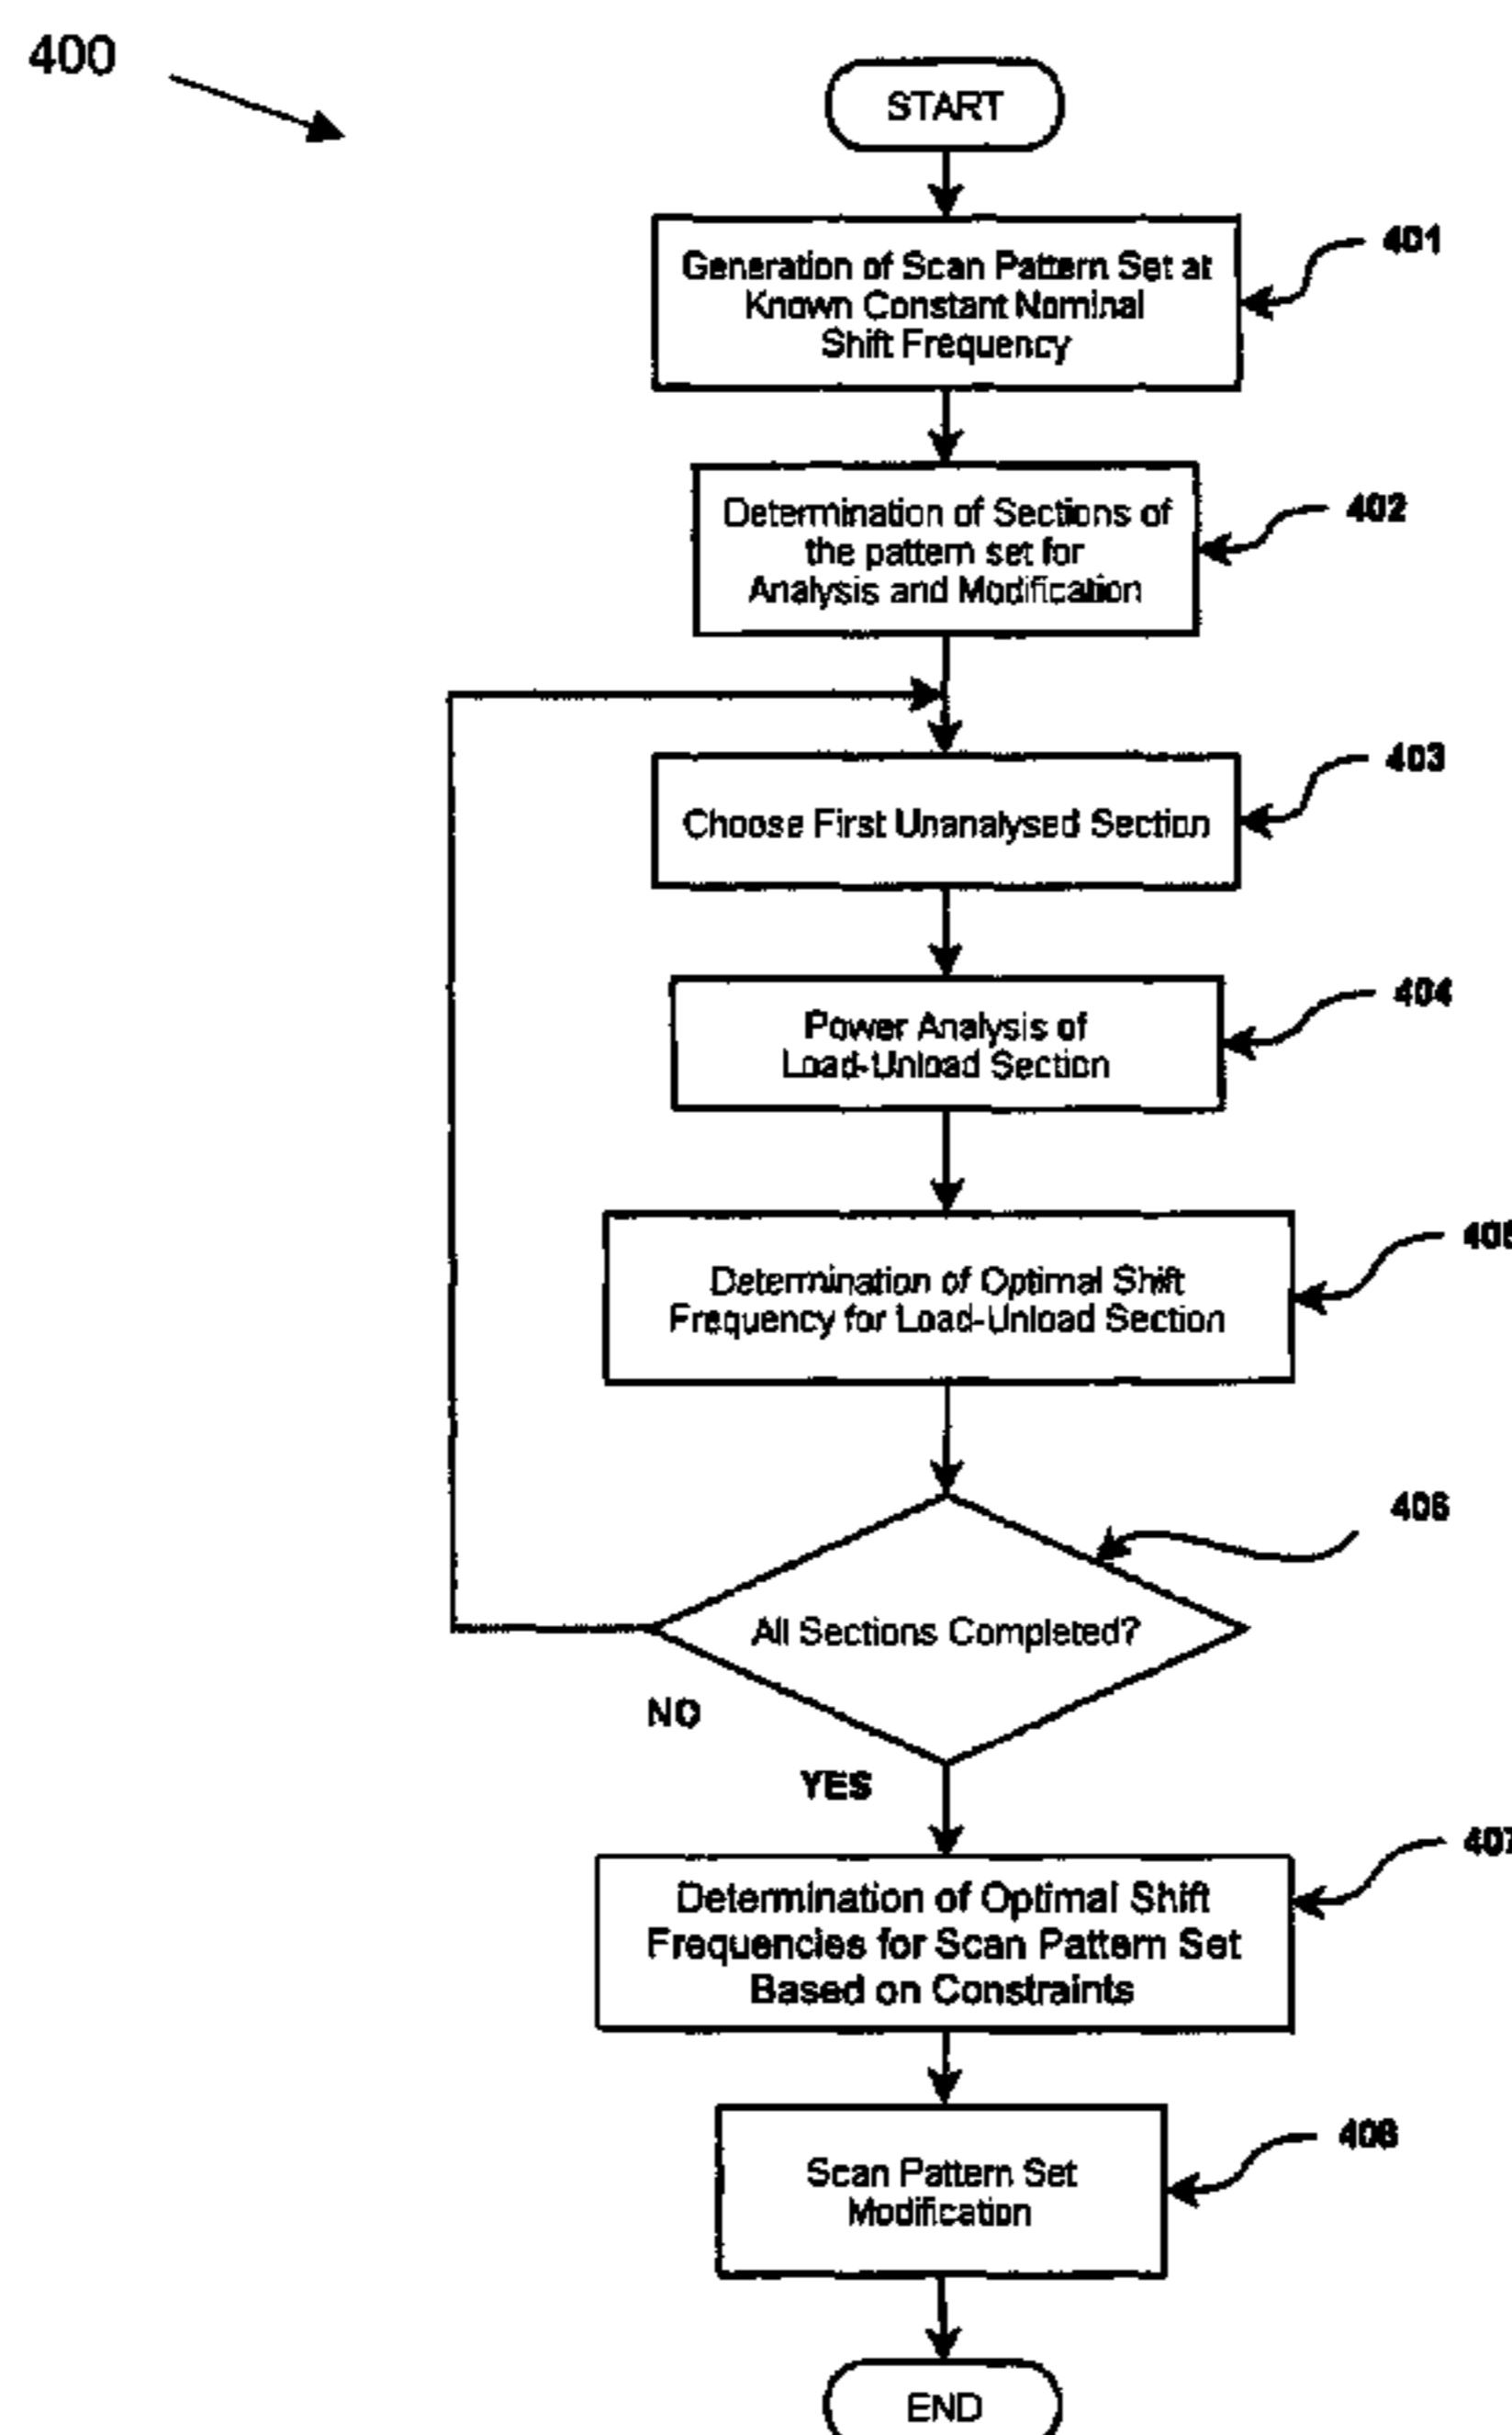 400
START
Generation of Scan Pattern Set at
Known Constant Nominal
Shift Frequency
401
Determination of Sections of
the pattern set for
Analysis and Modification
402
Choose First Unanalysed Section
403
Power Analysis of
Load-Unload Section
404
Determination of Optimal Shift
Frequency for Load-Unload Section
405
406
All Sections Completed?
NO
YES
Determination of Optimal Shift
Frequencies for Scan Pattern Set
Based on Constraints
407
Scan Pattern Set
Modification
408
END